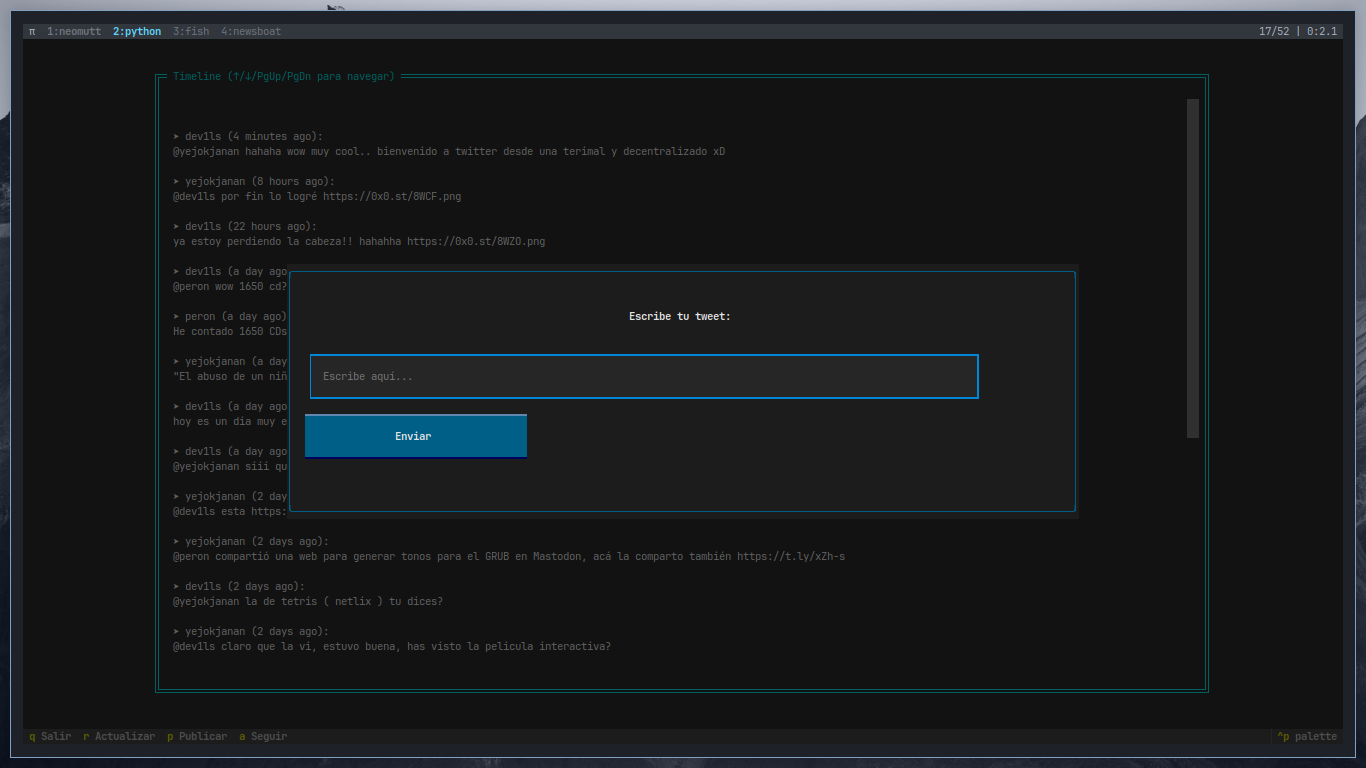 π 1:neomutt 2:python 3:fish 4:newsboat 17/52 | 0:2.1
Timeline (↑/↓/PgUp/PgDn para navegar)
➤ dev1ls (4 minutes ago):
@yejokjanan hahaha wow muy cool.. bienvenido a twitter desde una terimal y decentralizado xD
➤ yejokjanan (8 hours ago):
@dev1ls por fin lo logré https://0x0.st/8WCF.png
➤ dev1ls (22 hours ago):
ya estoy perdiendo la cabeza!! hahahha https://0x0.st/8WZO.png
➤ dev1ls (a day ago
@peron wow 1650 cd?
➤ peron (a day ago)
He contado 1650 CDs
➤ yejokjanan (a day
"El abuso de un niñ
➤ dev1ls (a day ago
hoy es un dia muy e
➤ dev1ls (a day ago
@yejokjanan siii qu
➤ yejokjanan (2 day
@dev1ls esta https:
Escribe tu tweet:
Escribe aquí...
Enviar
➤ yejokjanan (2 days ago):
@peron compartió una web para generar tonos para el GRUB en Mastodon, acá la comparto también https://t.ly/xZh-s
➤ dev1ls (2 days ago):
@yejokjanan la de tetris ( netlix ) tu dices?
➤ yejokjanan (2 days ago):
@dev1ls claro que la vi, estuvo buena, has visto la pelicula interactiva?
q Salir r Actualizar p Publicar a Seguir ^p palette